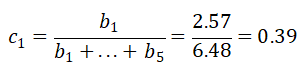 c₁ = b₁ / (b₁ + … + b₅) = 2.57 / 6.48 = 0.39